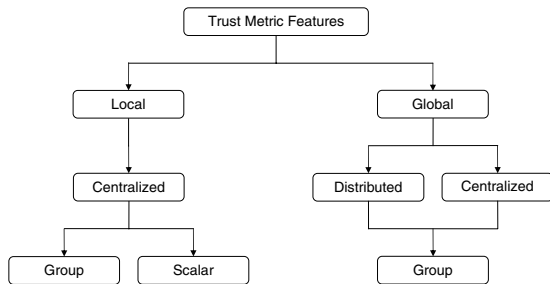 Trust Metric Features
Local
Global
Centralized
Distributed
Centralized
Group
Scalar
Group